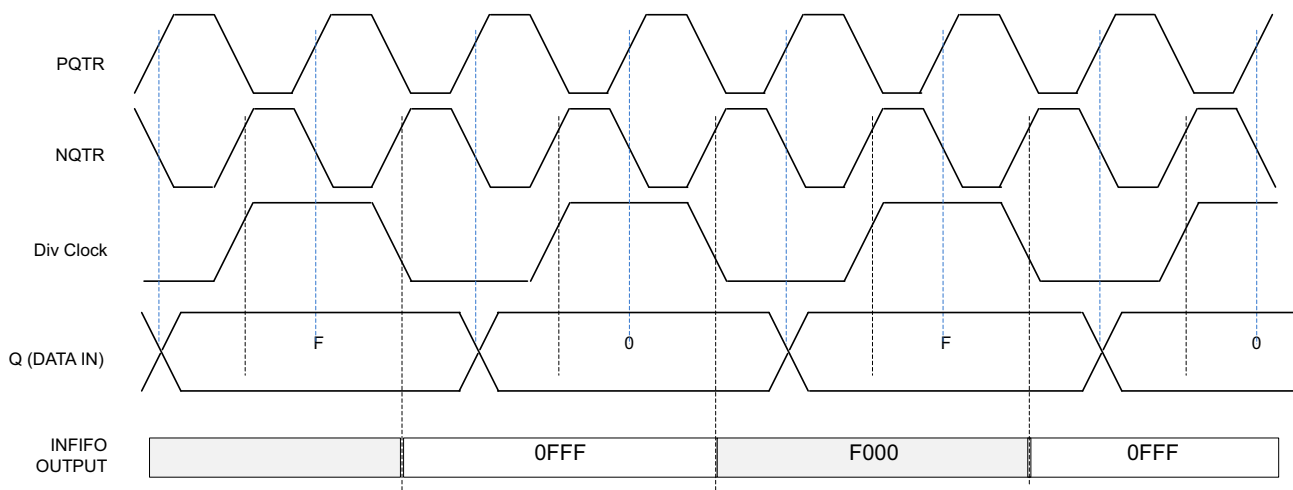 PQTR
NQTR
Div Clock
Q (DATA IN)
F
0
F
0
INFIFO
OUTPUT
0FFF
F000
0FFF